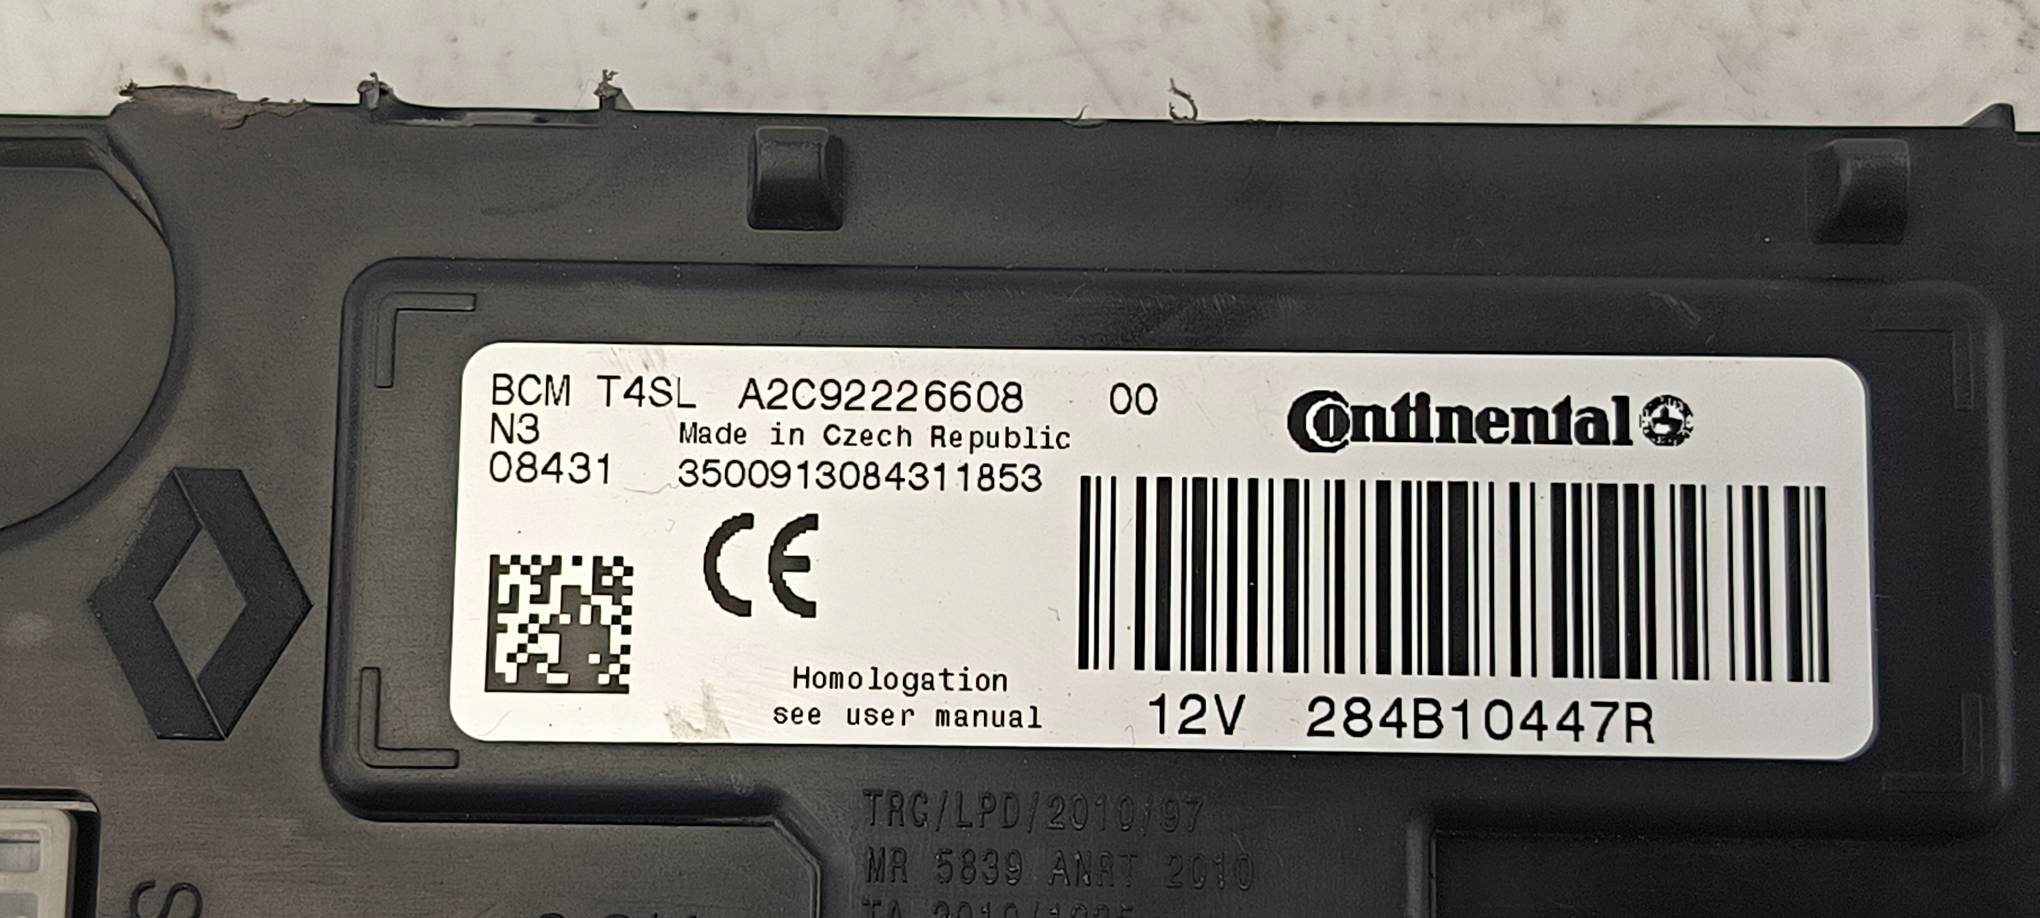 BCM T4SL A2C92226608 00
Continental
N3 Made in Czech Republic
08431 3500913084311853
CE
Homologation
see user manual
12V 284B10447R
TRC/LPD/2010/97
MR 5839 ANRT 2010
S